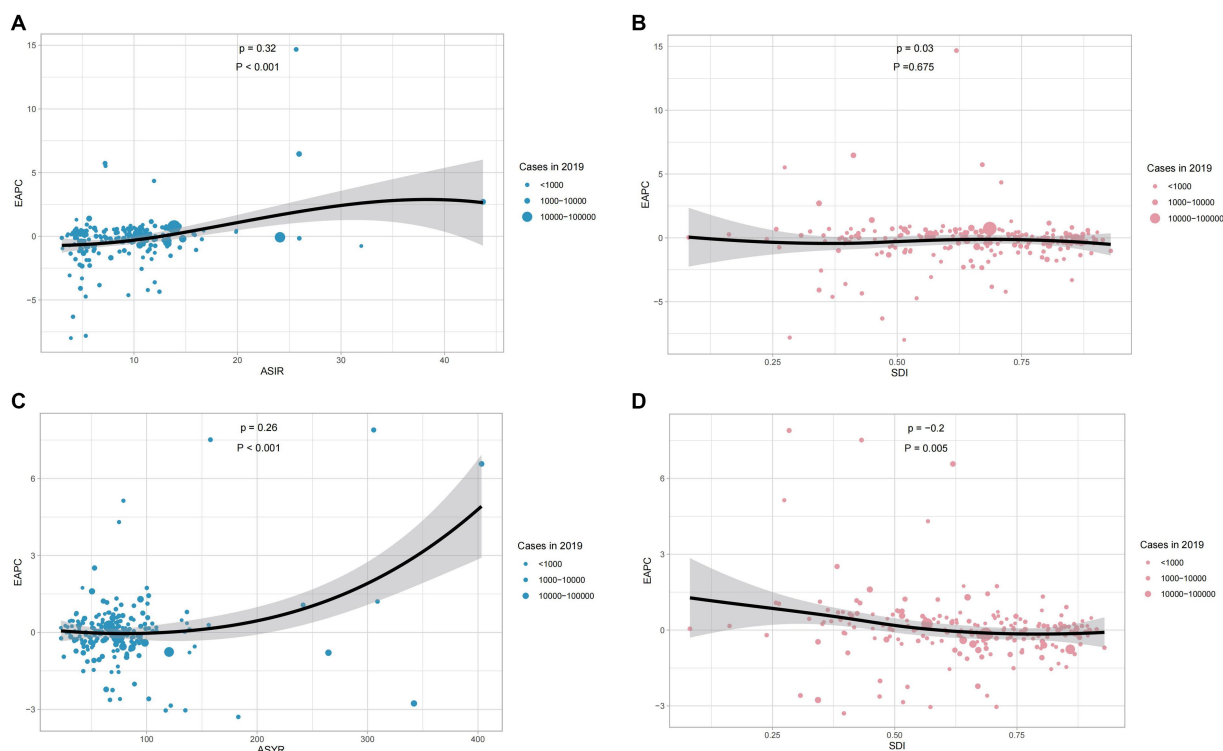 A
p = 0.32
P < 0.001
15
10
5
0
−5
EAPC
10
20
30
40
ASIR
Cases in 2019
<1000
1000−10000
10000−100000
B
p = 0.03
P =0.675
15
10
5
0
−5
EAPC
0.25
0.50
0.75
SDI
Cases in 2019
<1000
1000−10000
10000−100000
C
p = 0.26
P < 0.001
6
3
0
−3
EAPC
100
200
300
400
ASYR
Cases in 2019
<1000
1000−10000
10000−100000
D
p = −0.2
P = 0.005
6
3
0
−3
EAPC
0.25
0.50
0.75
SDI
Cases in 2019
<1000
1000−10000
10000−100000